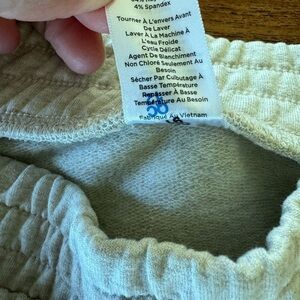 4% Spandex
Tourner À L'envers Avant
De Laver
Laver À La Machine À
L'eau Froide
Cycle Délicat
Agent De Blanchiment
Non Chloré Seulement Au
Besoin
Sécher Par Culbutage À
Basse Température
Repasser À Basse
Température Au Besoin
Fabriqué Au Vietnam